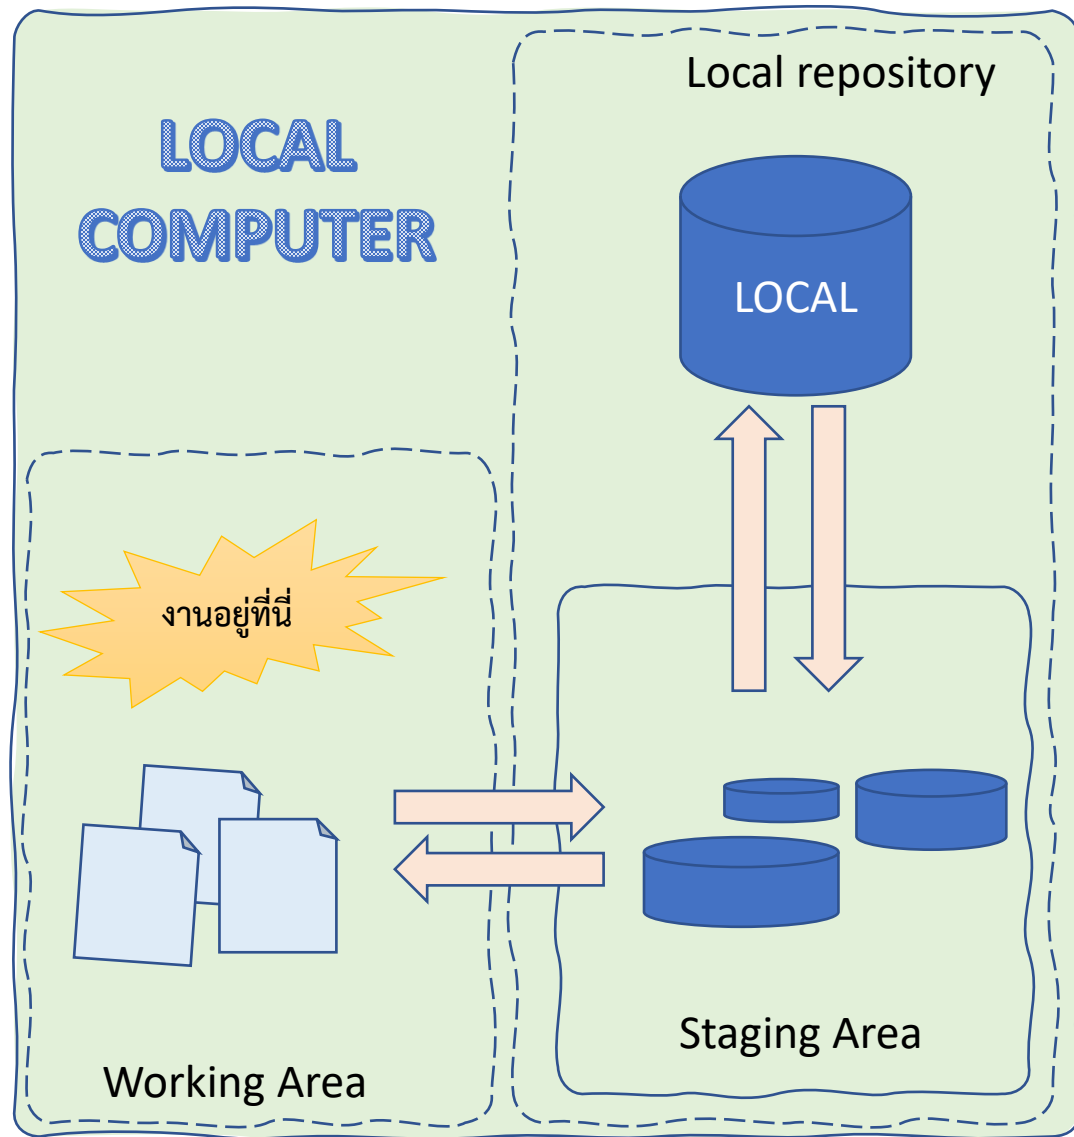 Local repository
LOCAL
COMPUTER
LOCAL
งานอยู่ที่นี่
Staging Area
Working Area